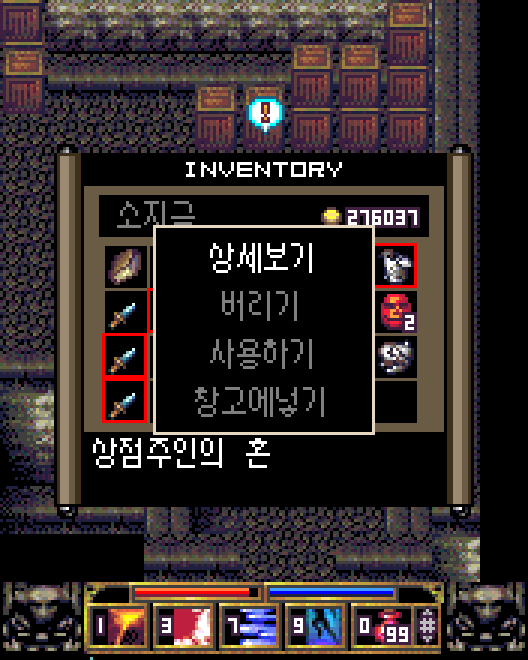 INVENTORY
소지금 276037
상세보기
버리기
2
사용하기
창고에넣기
상점주인의 혼
1 3 7 9 0 99 #